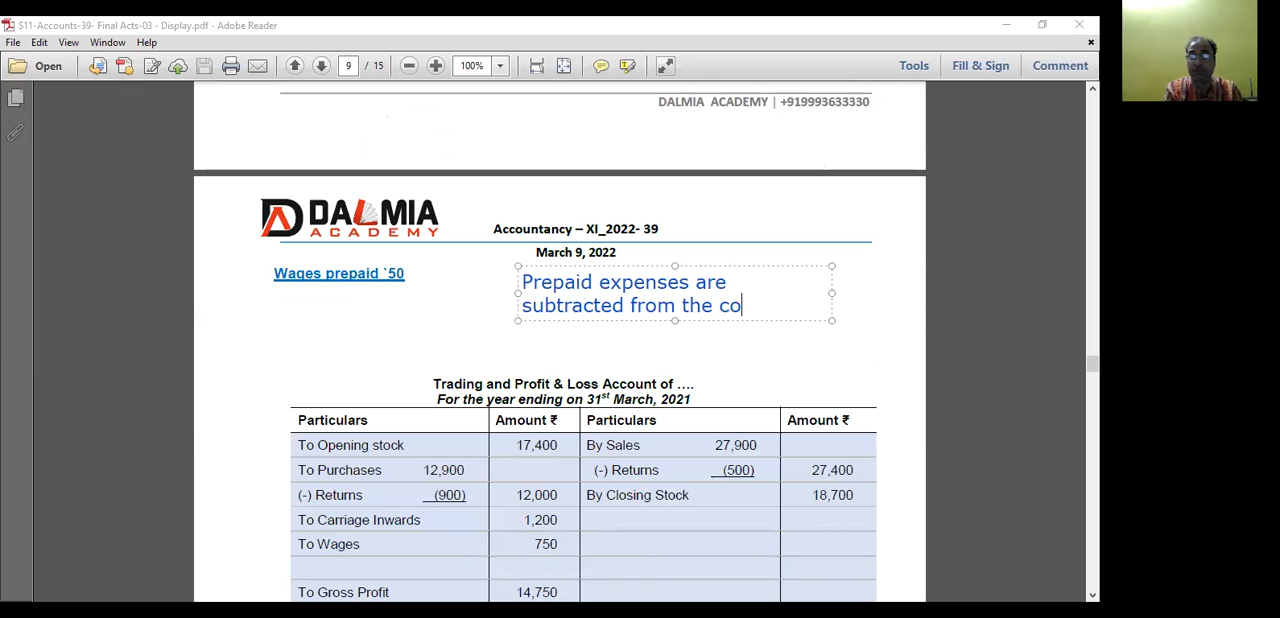 S11-Accounts-39- Final Acts-03 - Display.pdf - Adobe Reader
File Edit View Window Help
Open 9 / 15 100% Tools Fill & Sign Comment
DALMIA ACADEMY | +919993633330
DALMIA
ACADEMY
Accountancy – XI_2022- 39
March 9, 2022
Wages prepaid `50
Prepaid expenses are
subtracted from the co
Trading and Profit & Loss Account of ….
For the year ending on 31st March, 2021
Particulars Amount ₹ Particulars Amount ₹
To Opening stock 17,400 By Sales 27,900
To Purchases 12,900 (-) Returns (500) 27,400
(-) Returns (900) 12,000 By Closing Stock 18,700
To Carriage Inwards 1,200
To Wages 750
To Gross Profit 14,750